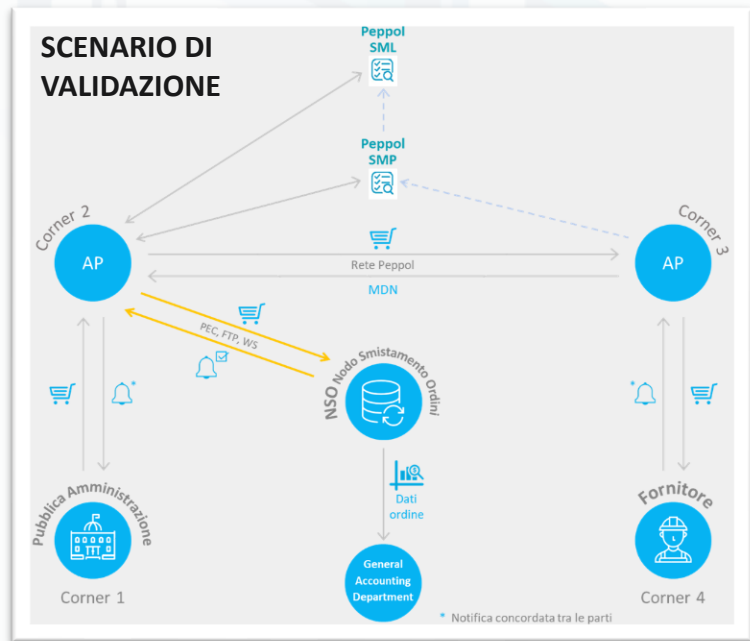 SCENARIO DI
VALIDAZIONE
Peppol
SML
Peppol
SMP
Corner 2
AP
Corner 3
AP
Rete Peppol
MDN
PEC, FTP, WS
*
NSO Nodo Smistamento Ordini
*
Pubblica Amministrazione
Corner 1
Dati
ordine
General
Accounting
Department
Fornitore
Corner 4
* Notifica concordata tra le parti